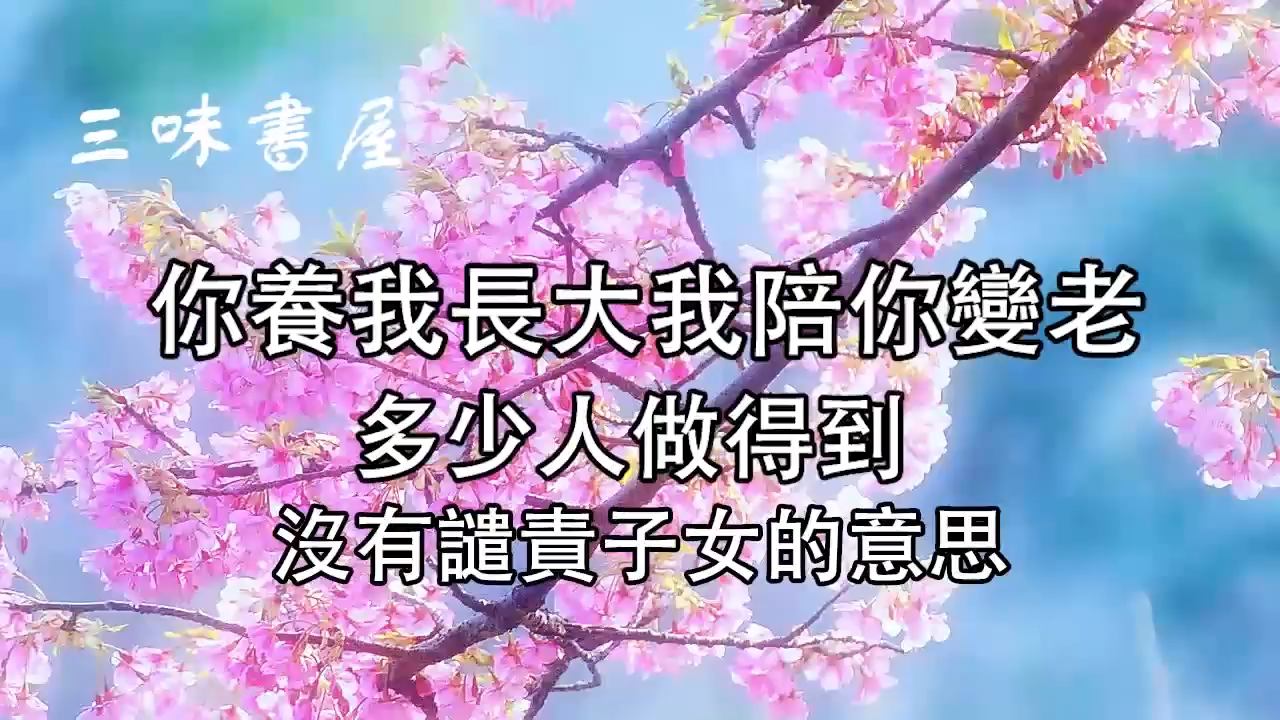 三味書屋
你養我長大我陪你變老
多少人做得到
沒有譴責子女的意思